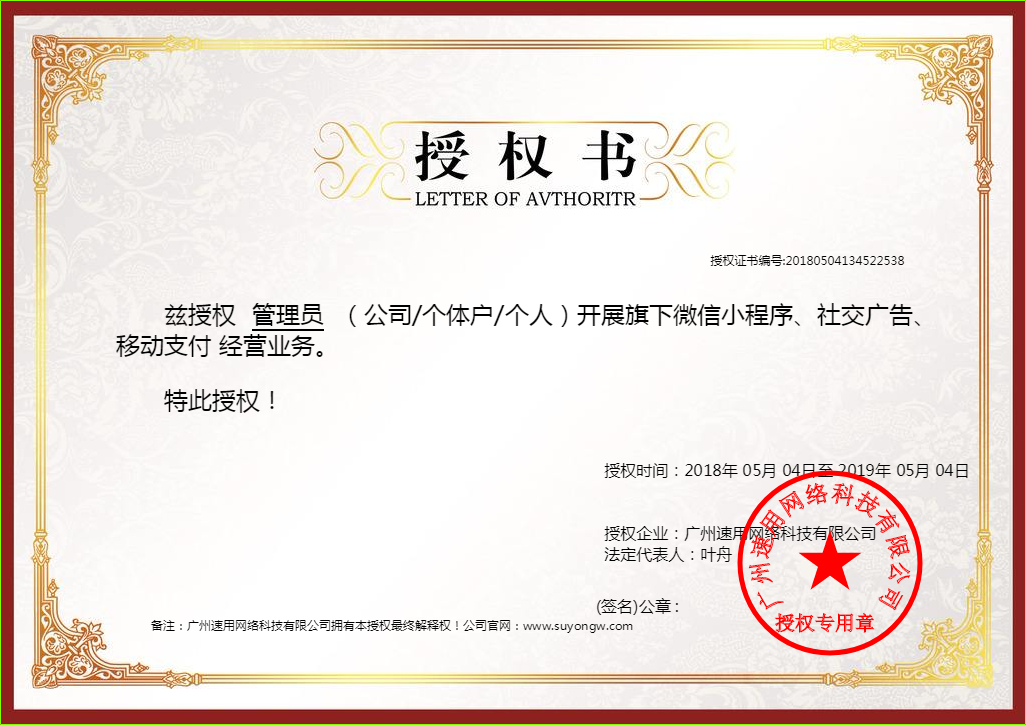 授权书
LETTER OF AVTHORITR
授权证书编号:20180504134522538
兹授权 管理员 （公司/个体户/个人）开展旗下微信小程序、社交广告、
移动支付 经营业务。
特此授权！
授权时间：2018年 05月 04日至 2019年 05月 04日
授权企业：广州速用网络科技有限公司
法定代表人：叶舟
(签名)公章：
广州速用网络科技有限公司
授权专用章
备注：广州速用网络科技有限公司拥有本授权最终解释权！公司官网：www.suyongw.com